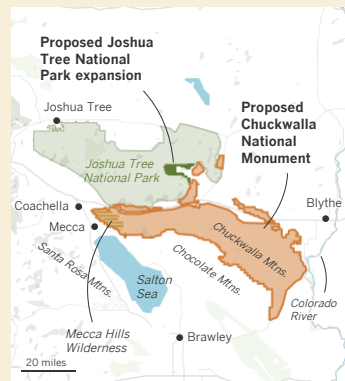 Proposed Joshua
Tree National
Park expansion
Joshua Tree
Proposed
Chuckwalla
National
Monument
Joshua Tree
National Park
Coachella
Blythe
Mecca
Chuckwalla Mtns.
Santa Rosa Mtns.
Chocolate Mtns.
Salton
Sea
Colorado
River
Mecca Hills
Wilderness
Brawley
20 miles